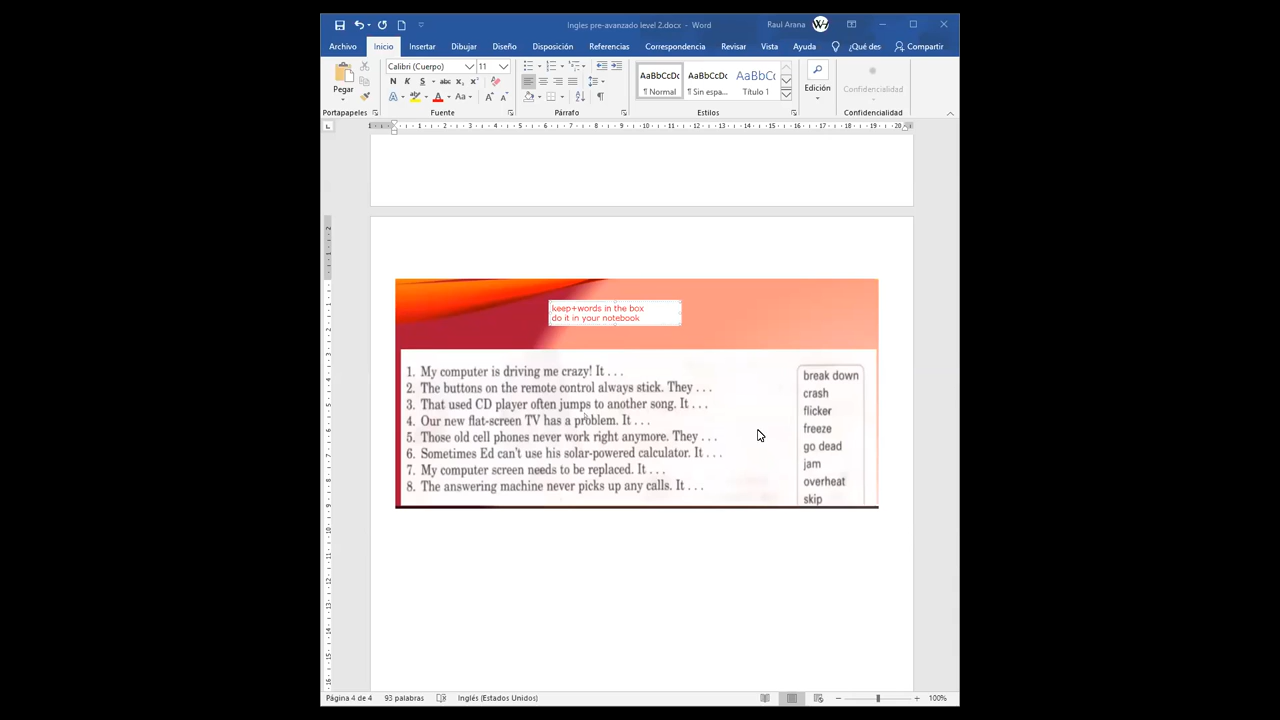 Ingles pre-avanzado level 2.docx - Word
Raul Arana
Archivo Inicio Insertar Dibujar Diseño Disposición Referencias Correspondencia Revisar Vista Ayuda ¿Qué des Compartir
Calibri (Cuerpo) 11
AaBbCcDc AaBbCcDc AaBbCc
Pegar
N K S abc x₂ x²
¶ Normal ¶ Sin espa... Título 1
Edición
Confidencialidad
Portapapeles Fuente Párrafo Estilos Confidencialidad
keep+words in the box
do it in your notebook
1. My computer is driving me crazy! It . . .
2. The buttons on the remote control always stick. They . . .
3. That used CD player often jumps to another song. It . . .
4. Our new flat-screen TV has a problem. It . . .
5. Those old cell phones never work right anymore. They . . .
6. Sometimes Ed can't use his solar-powered calculator. It . . .
7. My computer screen needs to be replaced. It . . .
8. The answering machine never picks up any calls. It . . .
break down
crash
flicker
freeze
go dead
jam
overheat
skip
Página 4 de 4 93 palabras Inglés (Estados Unidos) 100%